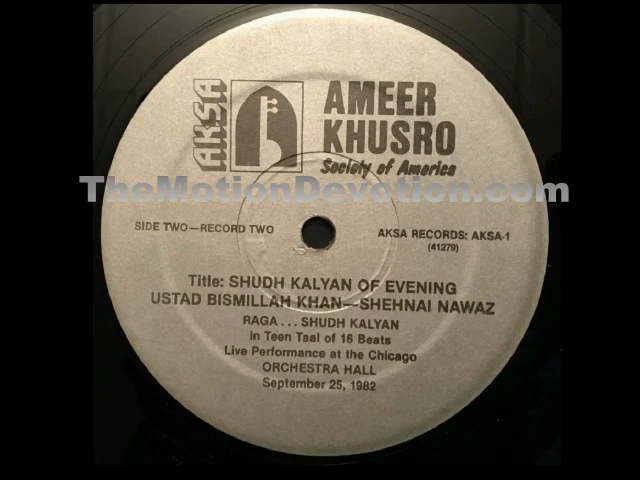 AKSA
AMEER
KHUSRO
Society of America
TheMotionDevotion.com
SIDE TWO—RECORD TWO
AKSA RECORDS: AKSA-1
(41279)
Title: SHUDH KALYAN OF EVENING
USTAD BISMILLAH KHAN—SHEHNAI NAWAZ
RAGA . . . SHUDH KALYAN
in Teen Taal of 16 Beats
Live Performance at the Chicago
ORCHESTRA HALL
September 25, 1982